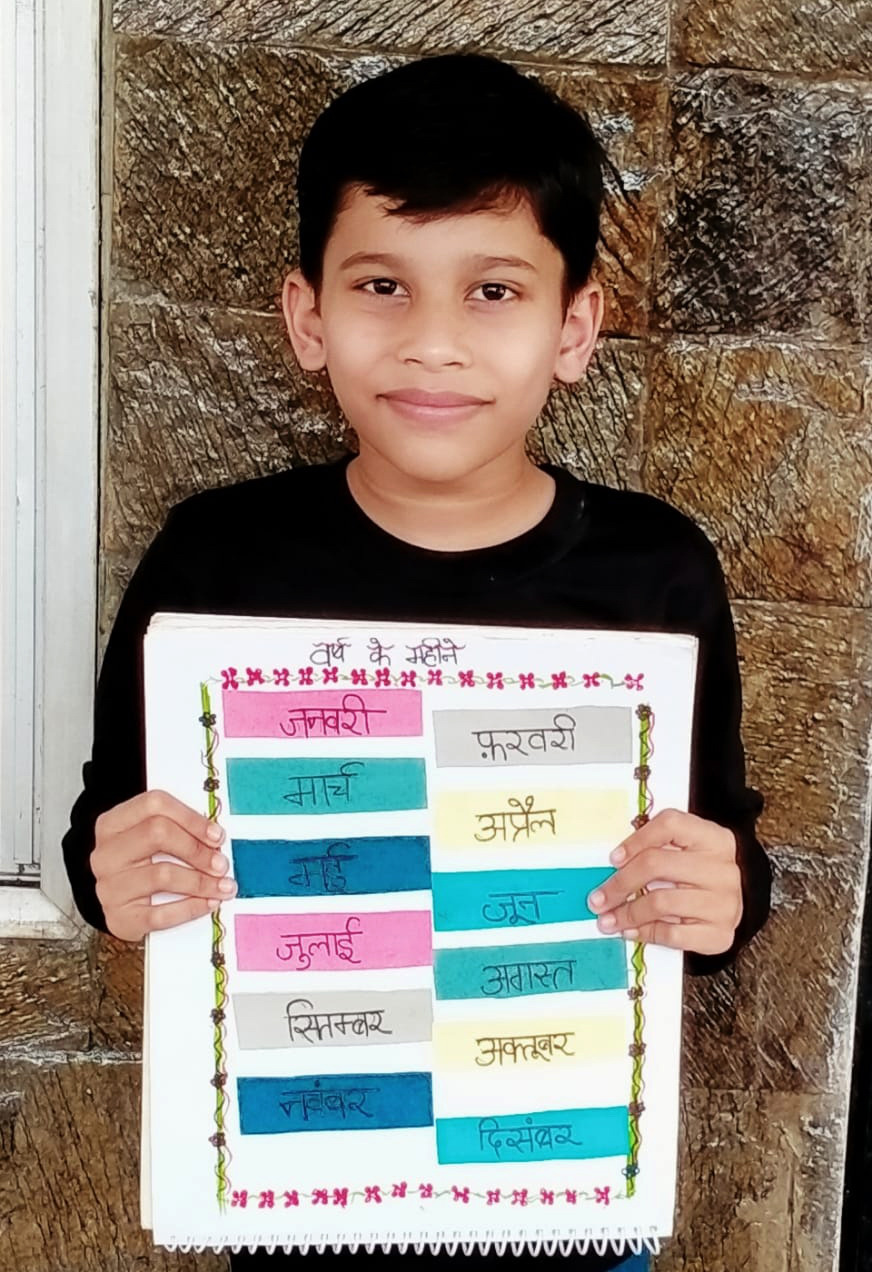 वर्ष के महीने
जनवरी
फ़रवरी
मार्च
अप्रैल
मई
जून
जुलाई
अगस्त
सितम्बर
अक्तूबर
नवंबर
दिसंबर